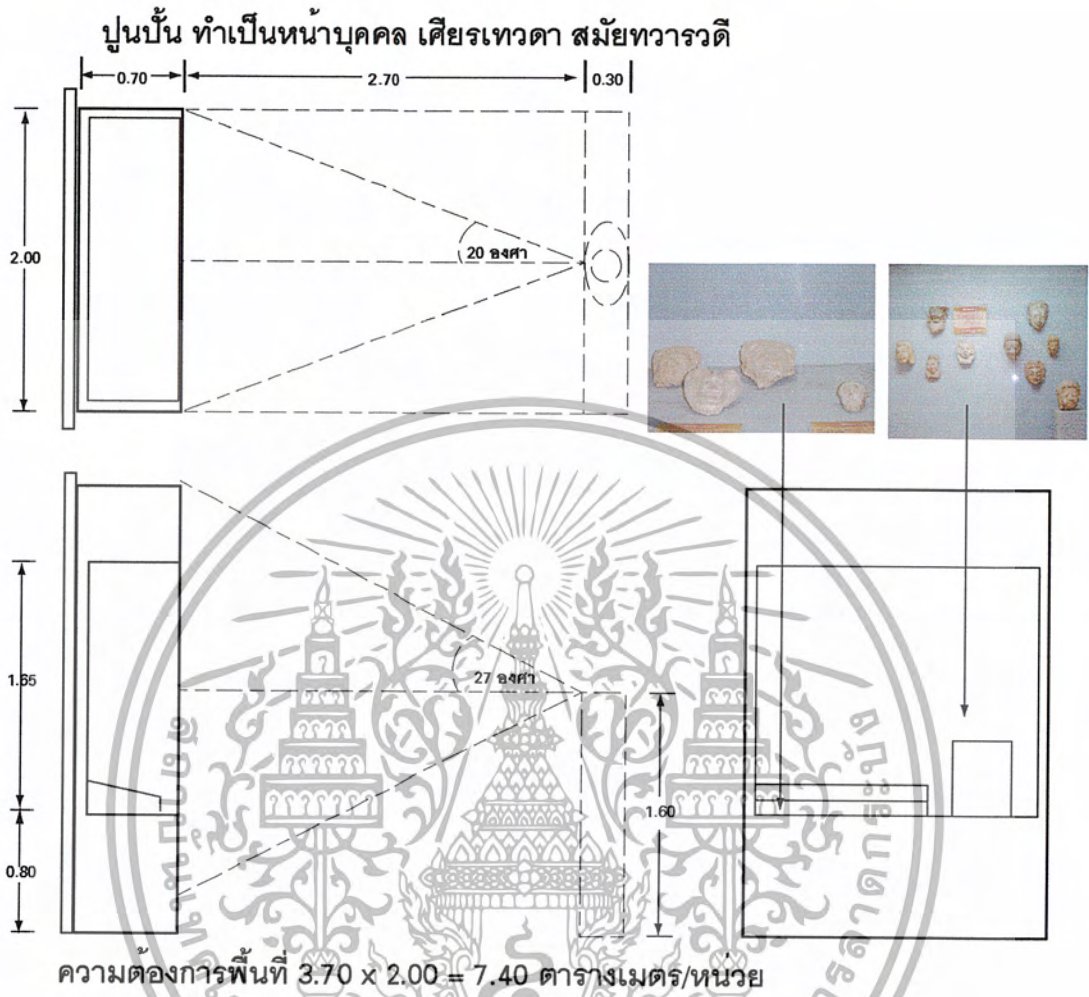 ปูนปั้น ทำเป็นหน้าบุคคล เศียรเทวดา สมัยทวารวดี
0.70 2.70 0.30
2.00
20 องศา
1.65
27 องศา
1.60
0.80
ความต้องการพื้นที่ 3.70 x 2.00 = 7.40 ตารางเมตร/หน่วย